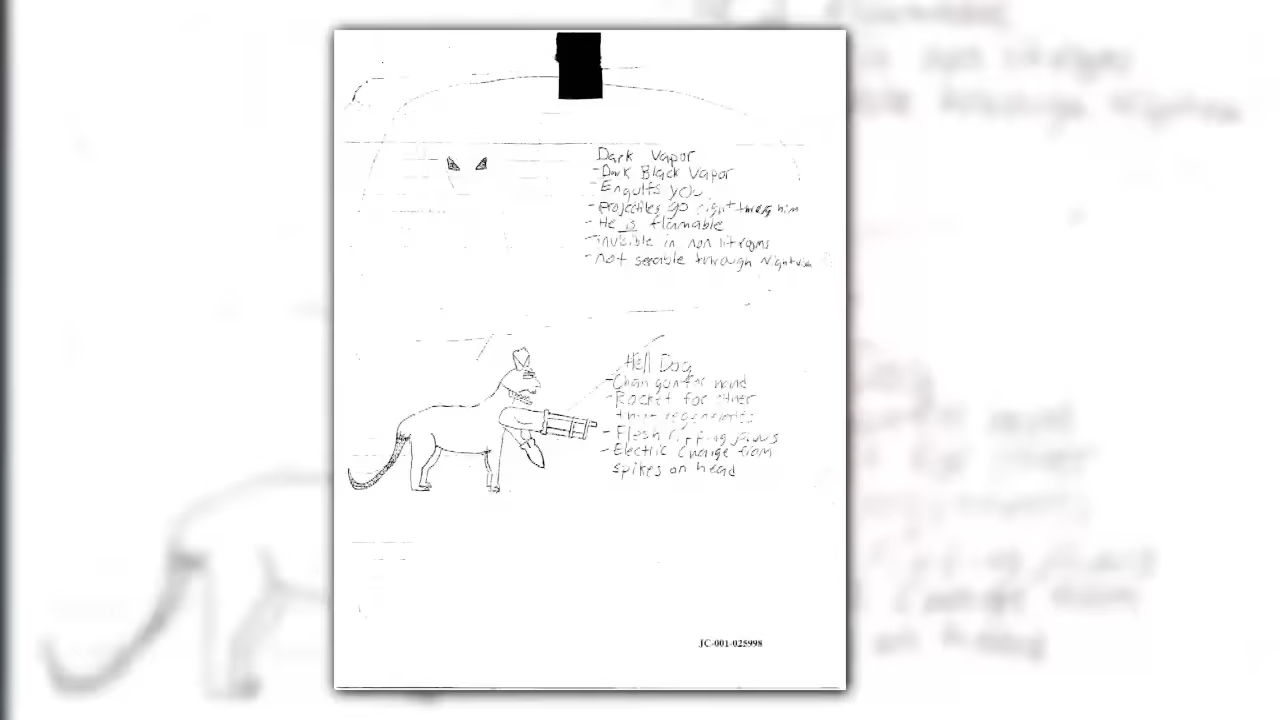 Dark Vapor
-Dark Black Vapor
-Engulfs you
-Projectiles go right through him
-He is flamable
-invisible in non lit rooms
-not seeable through Night
Hell Dog
-Chain gun for hand
-Rocket for other
-Flesh ripping jaws
-Electric Charge from
spikes on head
JC-001-025998